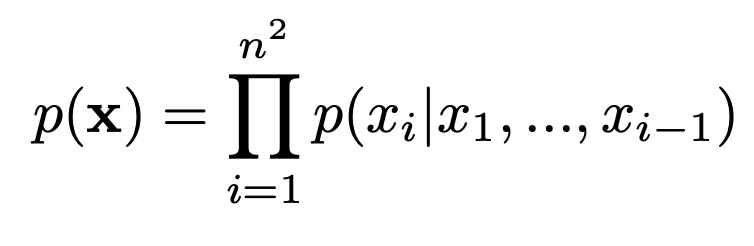 p(𝐱) = ∏_{i=1}^{n^2} p(x_i|x_1, ..., x_{i−1})